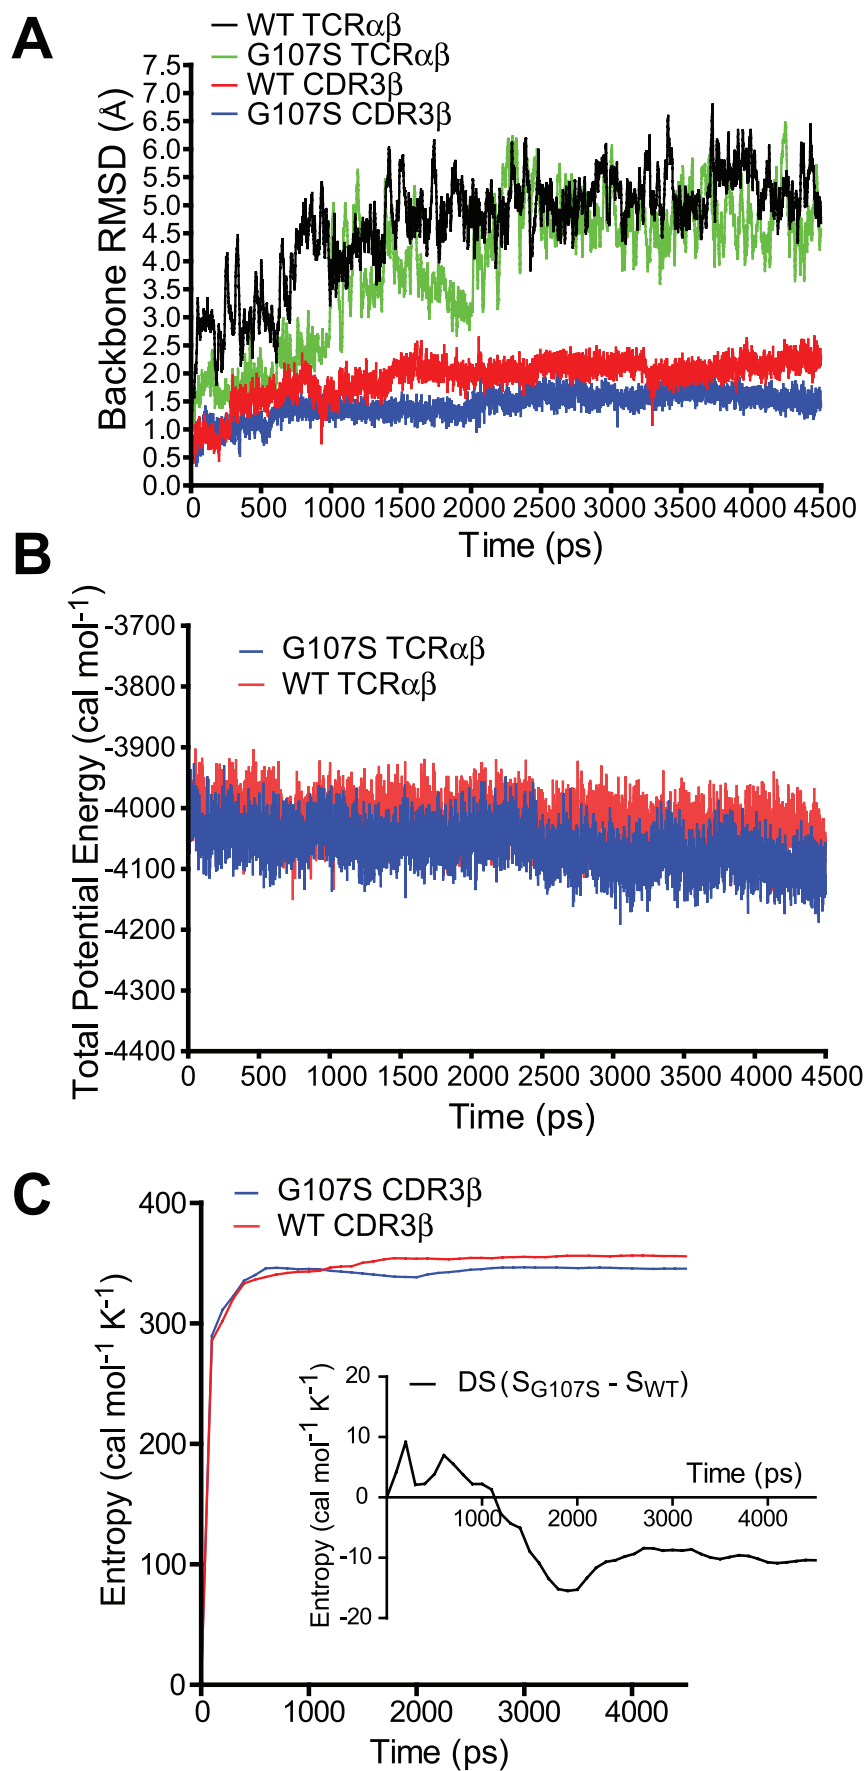 A
WT TCRαβ
G107S TCRαβ
WT CDR3β
G107S CDR3β
Backbone RMSD (Å)
7.5
7.0
6.5
6.0
5.5
5.0
4.5
4.0
3.5
3.0
2.5
2.0
1.5
1.0
0.5
0.0
0 500 1000 1500 2000 2500 3000 3500 4000 4500
Time (ps)
B
Total Potential Energy (cal mol-1)
G107S TCRαβ
WT TCRαβ
-3700
-3800
-3900
-4000
-4100
-4200
-4300
-4400
0 500 1000 1500 2000 2500 3000 3500 4000 4500
Time (ps)
C
G107S CDR3β
WT CDR3β
Entropy (cal mol-1 K-1)
400
300
200
100
0
0 1000 2000 3000 4000
Time (ps)
DS (SG107S - SWT)
Entropy (cal mol-1 K-1)
20
10
0
-10
-20
Time (ps)
1000 2000 3000 4000